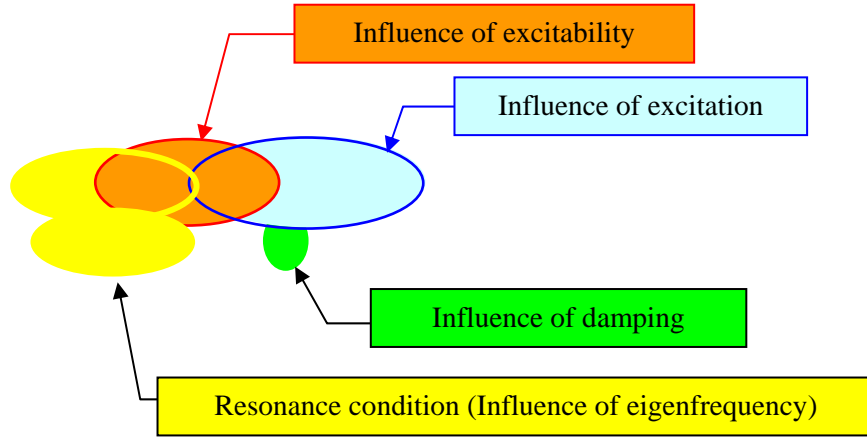 Influence of excitability
Influence of excitation
Influence of damping
Resonance condition (Influence of eigenfrequency)